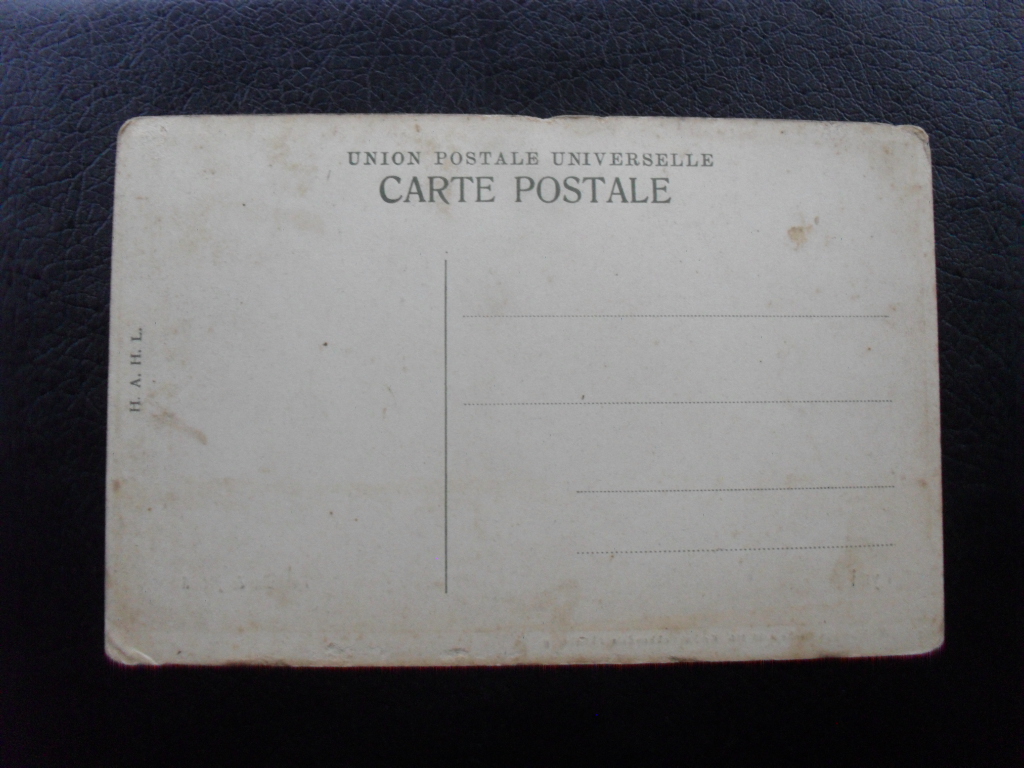 UNION POSTALE UNIVERSELLE
CARTE POSTALE
H. A. H. L.